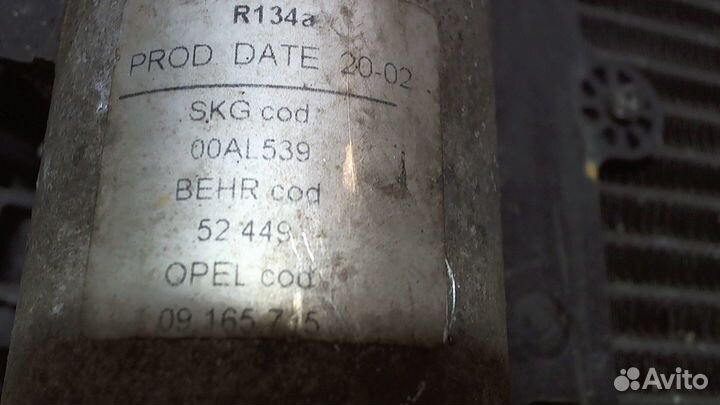 R134a
PROD. DATE 20-02
SKG cod
00AL539
BEHR cod
52 449
OPEL cod
09 165 715
Avito